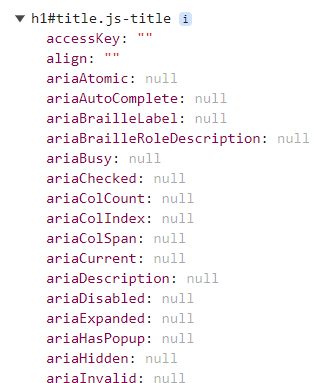 ▼ h1#title.js-title i
accessKey: ""
align: ""
ariaAtomic: null
ariaAutoComplete: null
ariaBrailleLabel: null
ariaBrailleRoleDescription: null
ariaBusy: null
ariaChecked: null
ariaColCount: null
ariaColIndex: null
ariaColSpan: null
ariaCurrent: null
ariaDescription: null
ariaDisabled: null
ariaExpanded: null
ariaHasPopup: null
ariaHidden: null
ariaInvalid: null